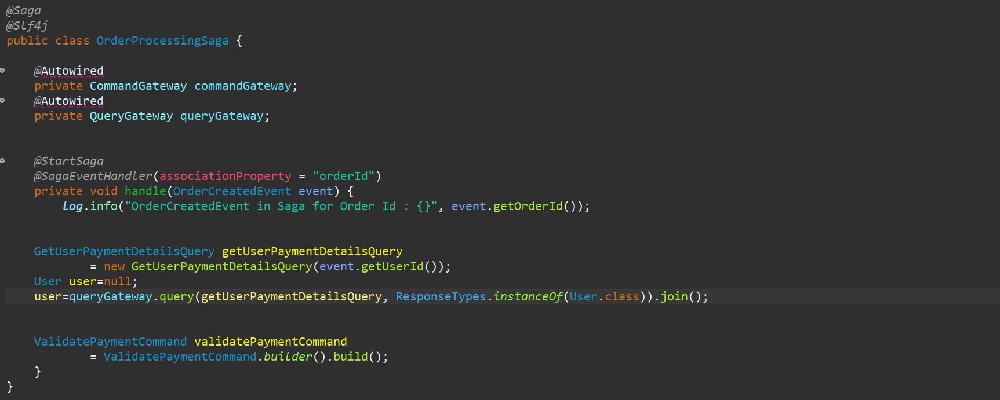 @Saga
@Slf4j
public class OrderProcessingSaga {
@Autowired
private CommandGateway commandGateway;
@Autowired
private QueryGateway queryGateway;
@StartSaga
@SagaEventHandler(associationProperty = "orderId")
private void handle(OrderCreatedEvent event) {
log.info("OrderCreatedEvent in Saga for Order Id : {}", event.getOrderId());
GetUserPaymentDetailsQuery getUserPaymentDetailsQuery
= new GetUserPaymentDetailsQuery(event.getUserId());
User user=null;
user=queryGateway.query(getUserPaymentDetailsQuery, ResponseTypes.instanceOf(User.class)).join();
ValidatePaymentCommand validatePaymentCommand
= ValidatePaymentCommand.builder().build();
}
}